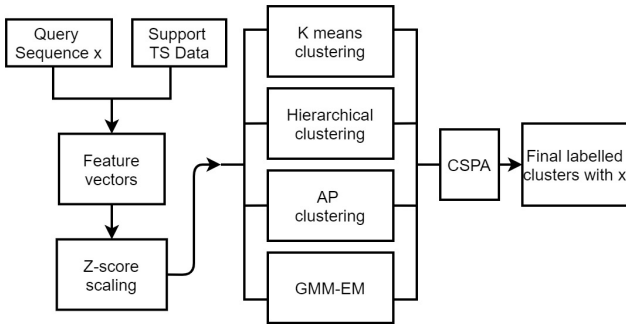 Query
Sequence x
Support
TS Data
Feature
vectors
Z-score
scaling
K means
clustering
Hierarchical
clustering
AP
clustering
GMM-EM
CSPA
Final labelled
clusters with x